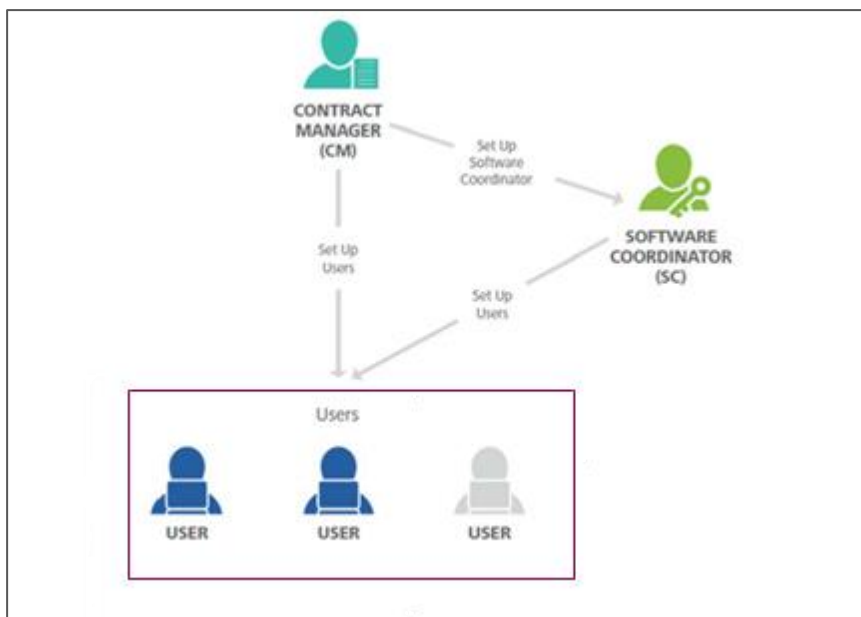 CONTRACT
MANAGER
(CM)
Set Up
Software
Coordinator
SOFTWARE
COORDINATOR
(SC)
Set Up
Users
Set Up
Users
Users
USER
USER
USER